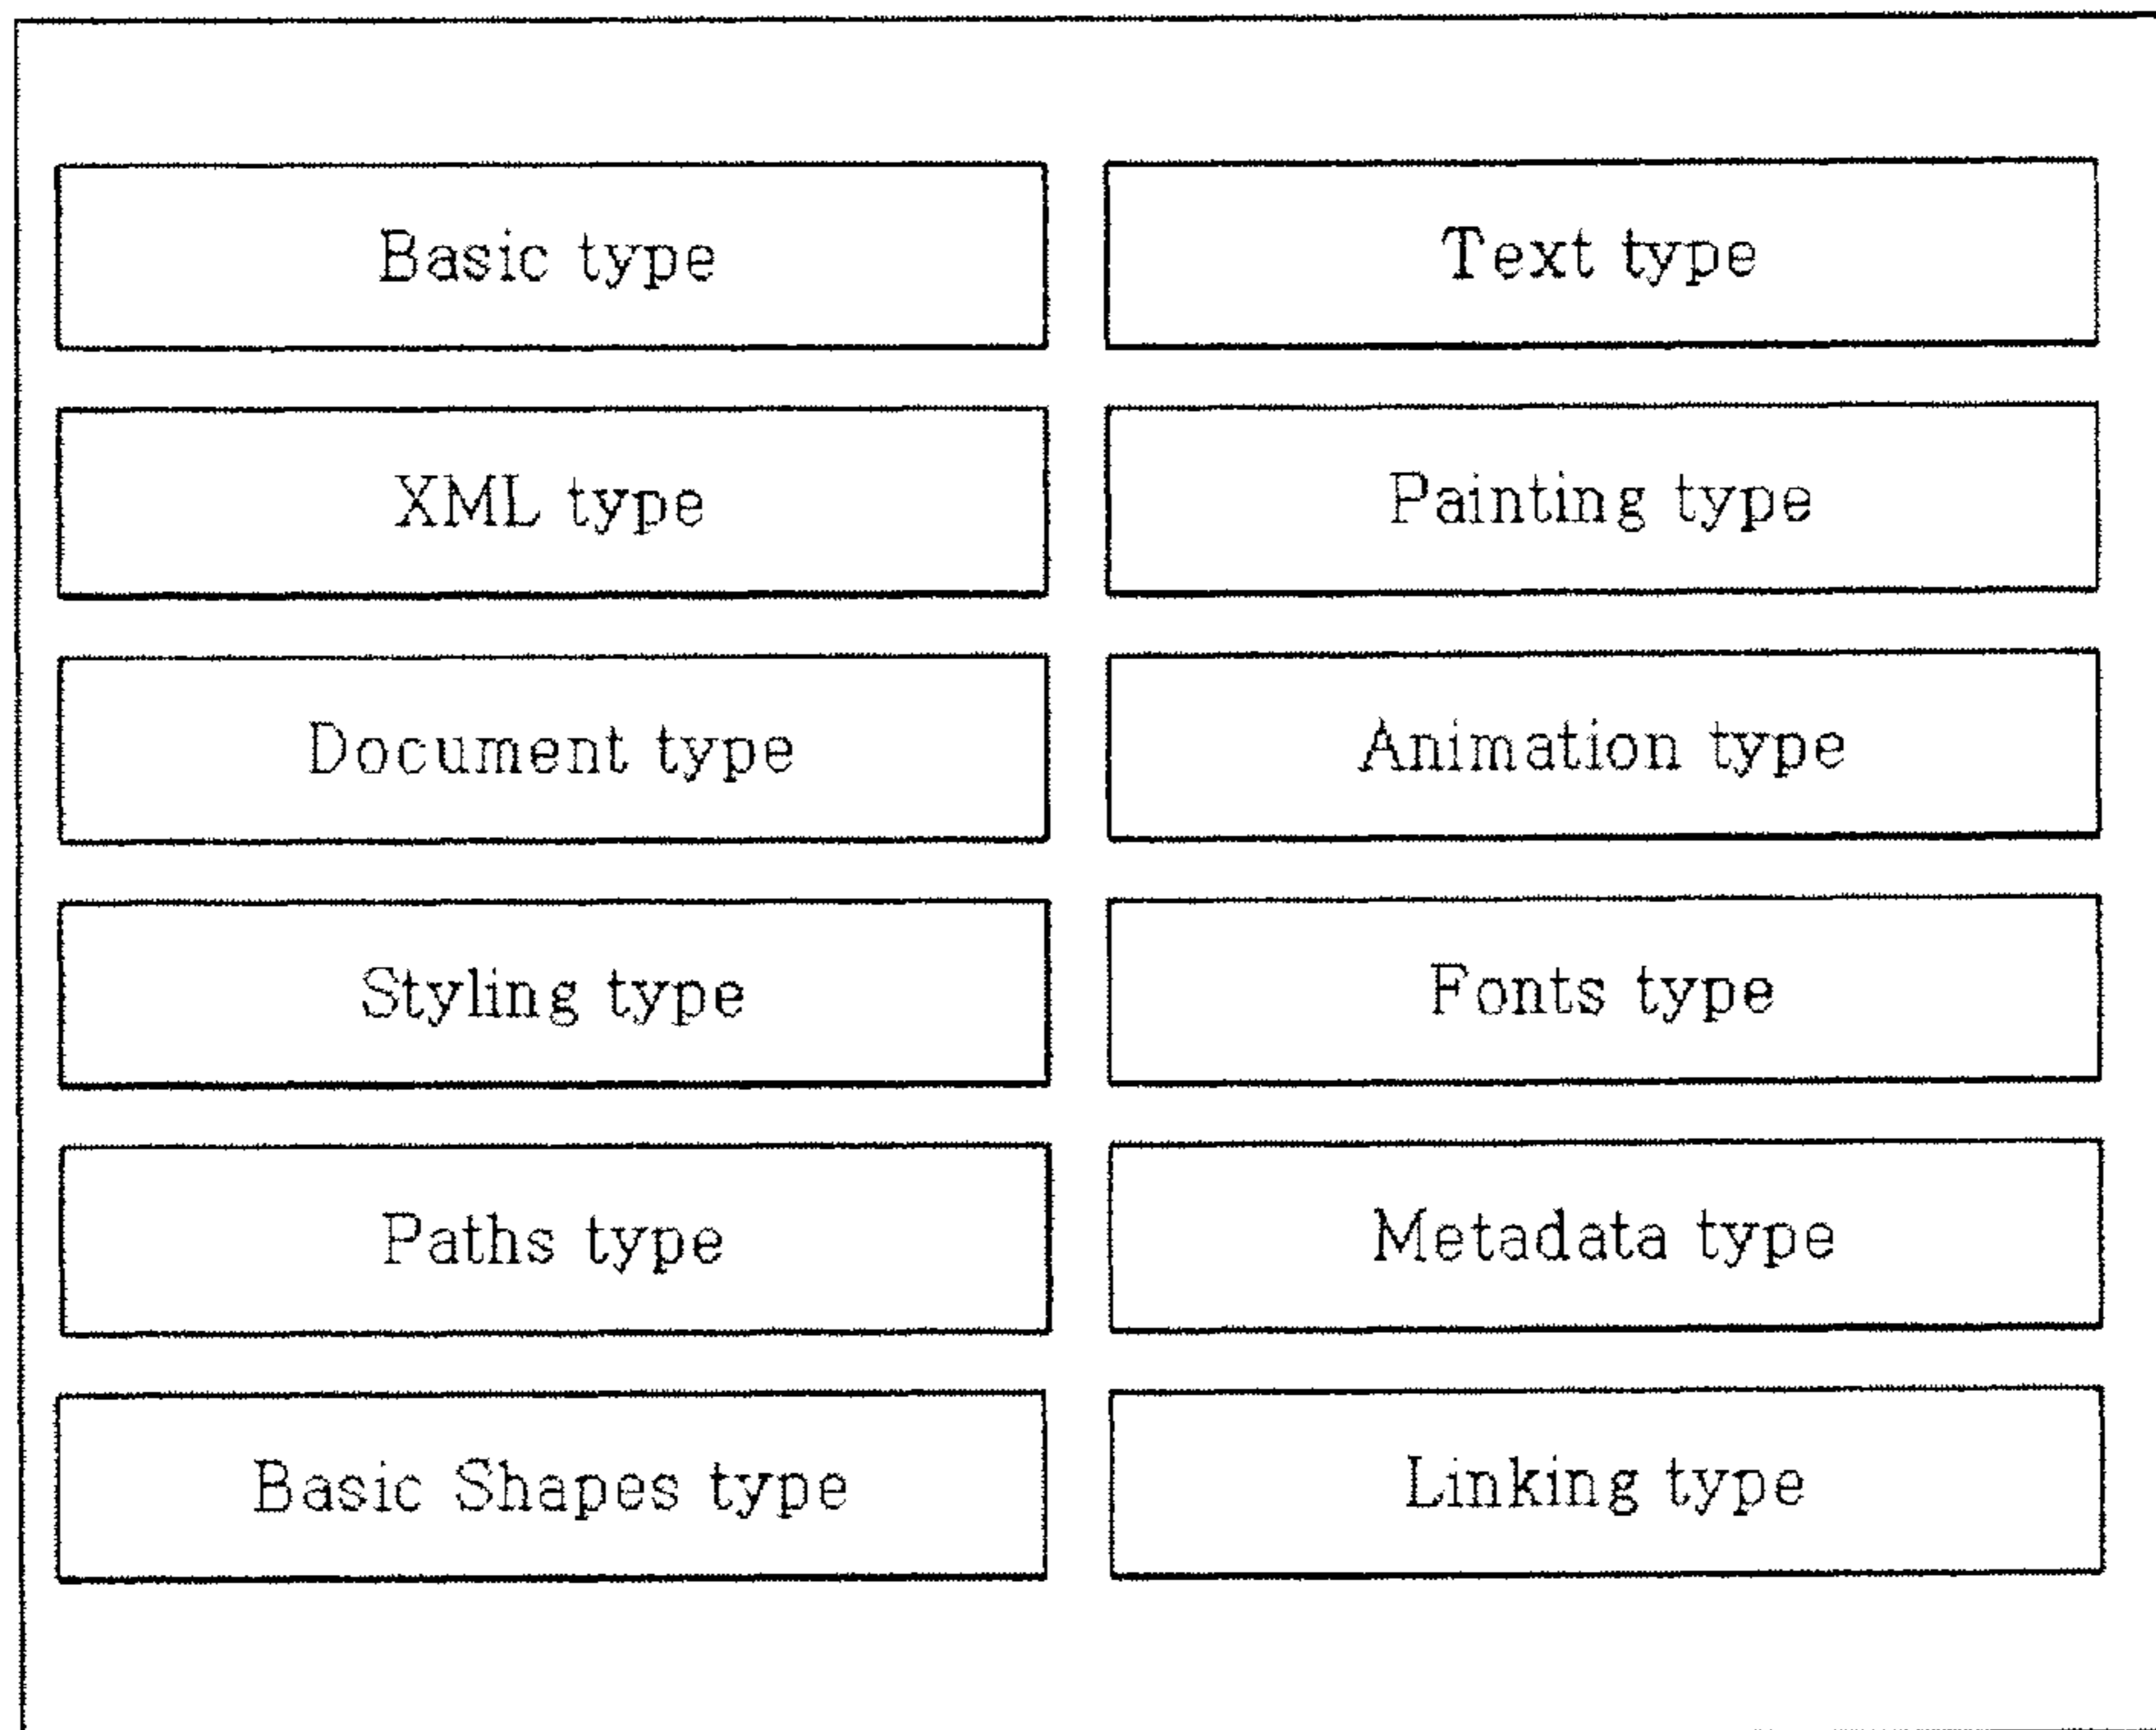 Basic type
Text type
XML type
Painting type
Document type
Animation type
Styling type
Fonts type
Paths type
Metadata type
Basic Shapes type
Linking type